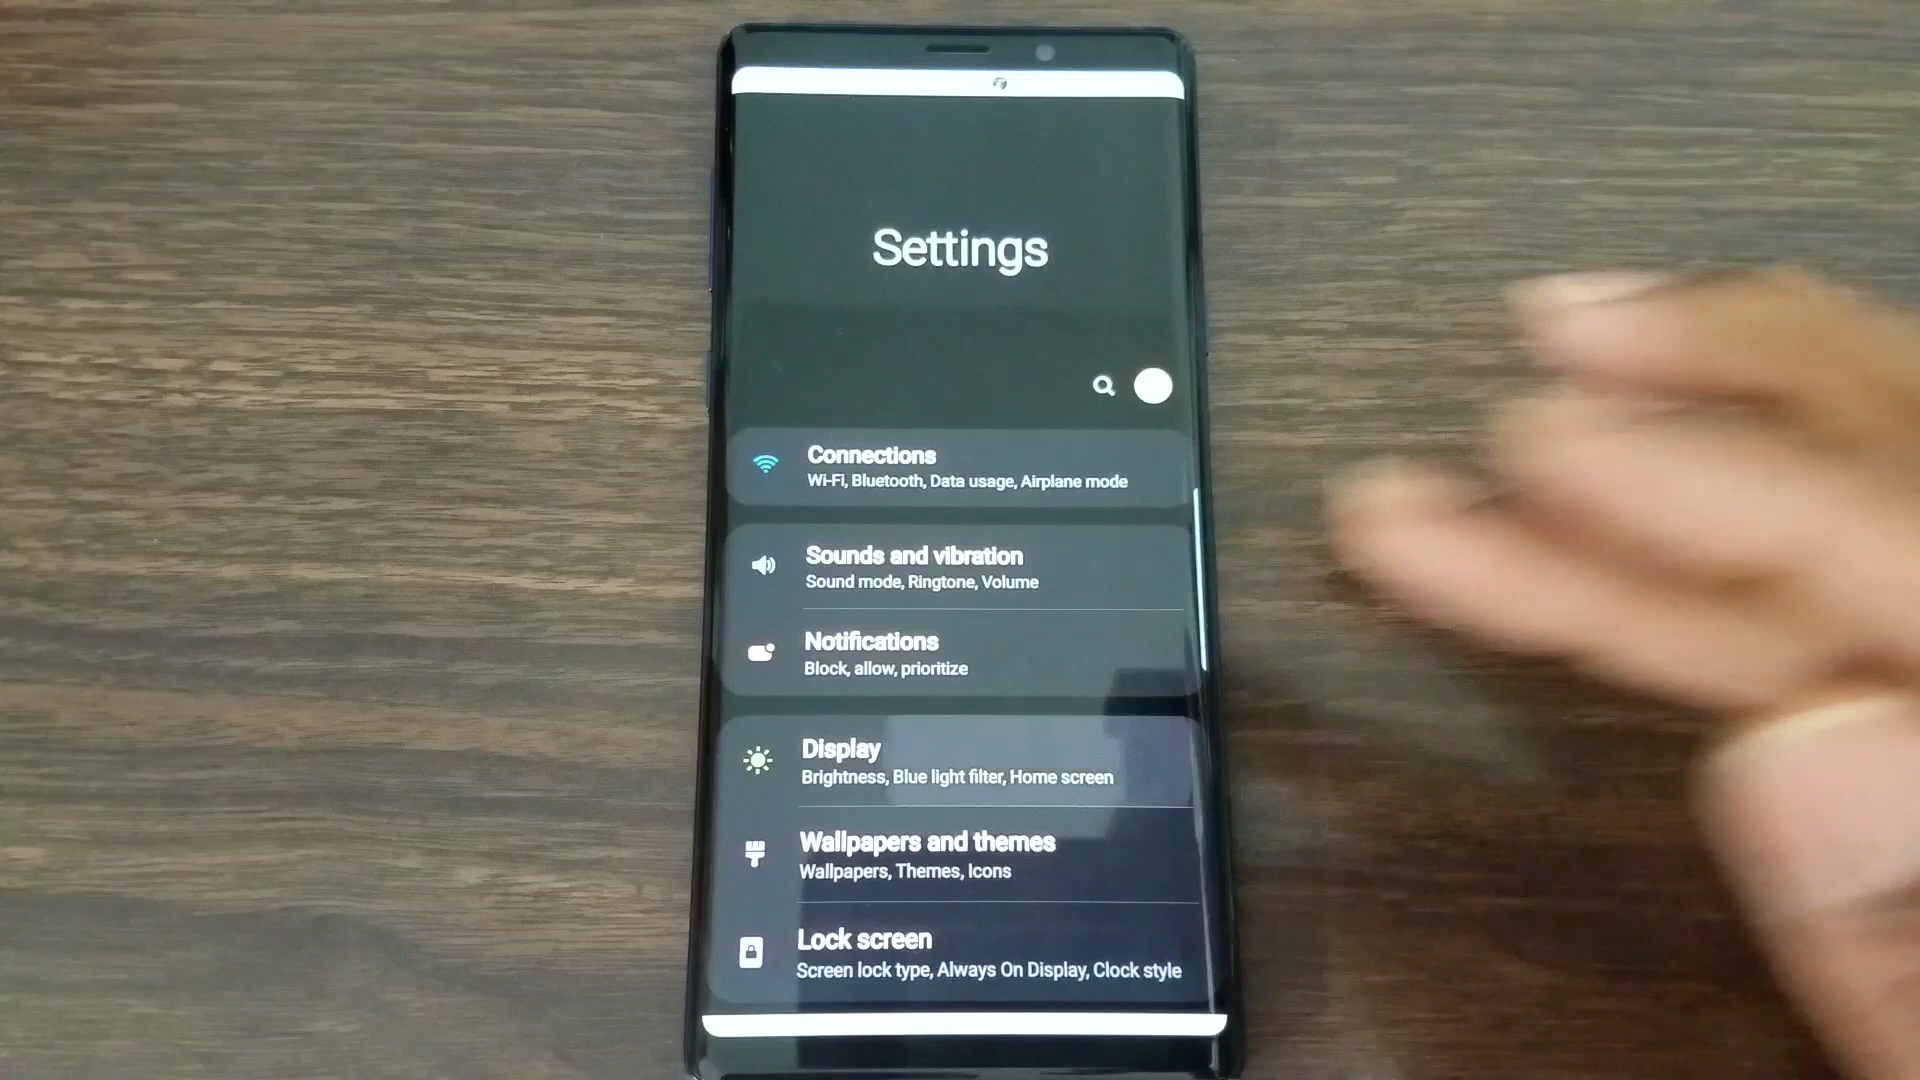 Settings
Connections
Wi-Fi, Bluetooth, Data usage, Airplane mode
Sounds and vibration
Sound mode, Ringtone, Volume
Notifications
Block, allow, prioritize
Display
Brightness, Blue light filter, Home screen
Wallpapers and themes
Wallpapers, Themes, Icons
Lock screen
Screen lock type, Always On Display, Clock style